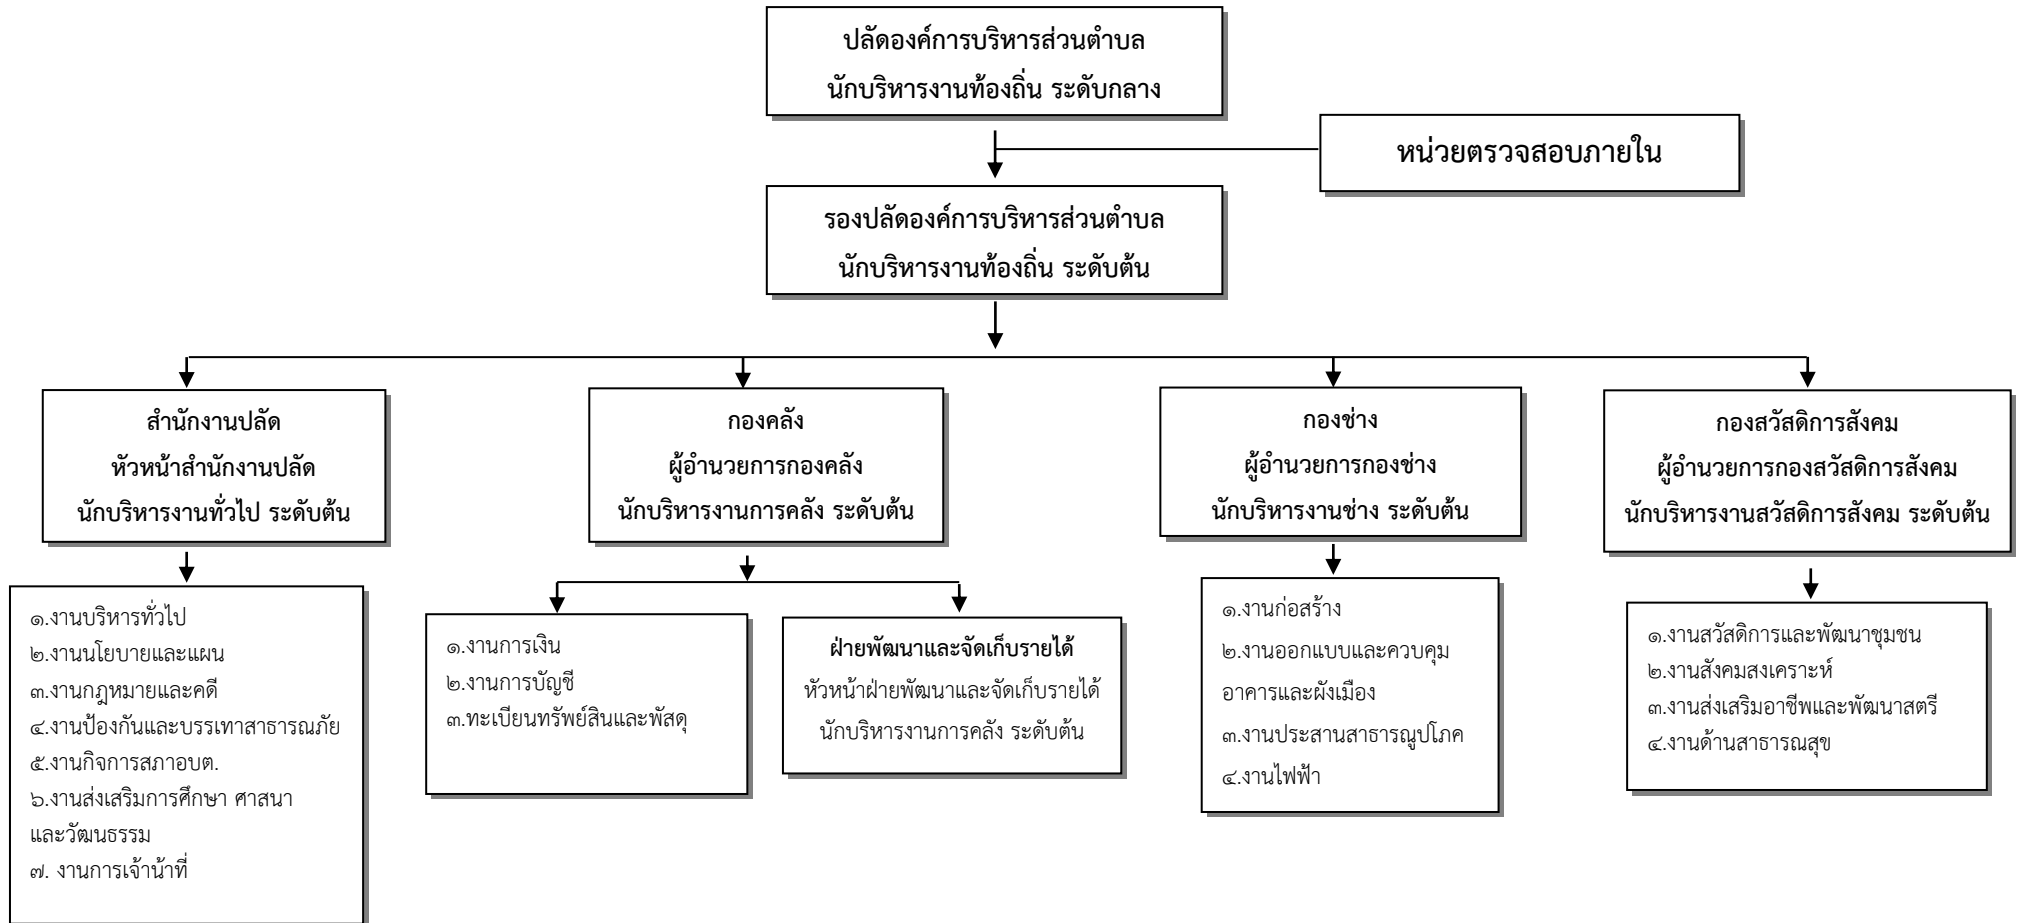 ปลัดองค์การบริหารส่วนตำบล
นักบริหารงานท้องถิ่น ระดับกลาง
หน่วยตรวจสอบภายใน
รองปลัดองค์การบริหารส่วนตำบล
นักบริหารงานท้องถิ่น ระดับต้น
สำนักงานปลัด
หัวหน้าสำนักงานปลัด
นักบริหารงานทั่วไป ระดับต้น
กองคลัง
ผู้อำนวยการกองคลัง
นักบริหารงานการคลัง ระดับต้น
กองช่าง
ผู้อำนวยการกองช่าง
นักบริหารงานช่าง ระดับต้น
กองสวัสดิการสังคม
ผู้อำนวยการกองสวัสดิการสังคม
นักบริหารงานสวัสดิการสังคม ระดับต้น
๑.งานบริหารทั่วไป
๒.งานนโยบายและแผน
๓.งานกฎหมายและคดี
๔.งานป้องกันและบรรเทาสาธารณภัย
๕.งานกิจการสภาอบต.
๖.งานส่งเสริมการศึกษา ศาสนา
และวัฒนธรรม
๗. งานการเจ้าน้าที่
๑.งานการเงิน
๒.งานการบัญชี
๓.ทะเบียนทรัพย์สินและพัสดุ
ฝ่ายพัฒนาและจัดเก็บรายได้
หัวหน้าฝ่ายพัฒนาและจัดเก็บรายได้
นักบริหารงานการคลัง ระดับต้น
๑.งานก่อสร้าง
๒.งานออกแบบและควบคุม
อาคารและผังเมือง
๓.งานประสานสาธารณูปโภค
๔.งานไฟฟ้า
๑.งานสวัสดิการและพัฒนาชุมชน
๒.งานสังคมสงเคราะห์
๓.งานส่งเสริมอาชีพและพัฒนาสตรี
๔.งานด้านสาธารณสุข